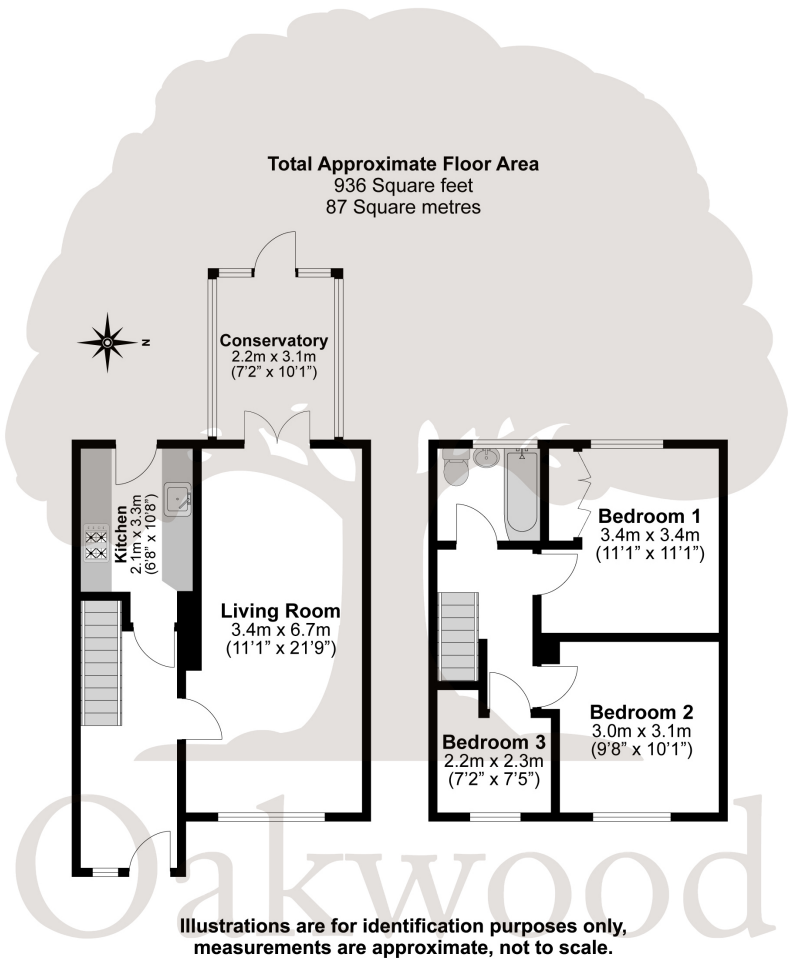 Total Approximate Floor Area
936 Square feet
87 Square metres
N
Conservatory
2.2m x 3.1m
(7'2" x 10'1")
Kitchen
2.1m x 3.3m
(6'8" x 10'8")
Living Room
3.4m x 6.7m
(11'1" x 21'9")
Bedroom 1
3.4m x 3.4m
(11'1" x 11'1")
Bedroom 2
3.0m x 3.1m
(9'8" x 10'1")
Bedroom 3
2.2m x 2.3m
(7'2" x 7'5")
Oakwood
Illustrations are for identification purposes only,
measurements are approximate, not to scale.